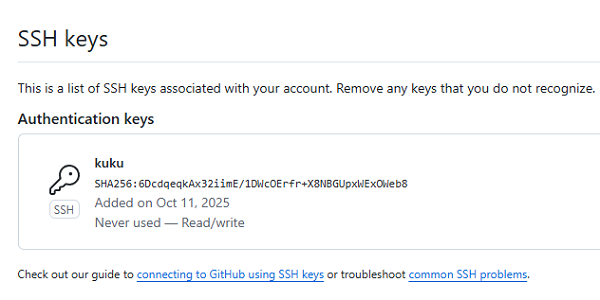 SSH keys
This is a list of SSH keys associated with your account. Remove any keys that you do not recognize.
Authentication keys
kuku
SHA256:6DcdqeqkAx32iimE/1DWcOErfr+X8NBGUpxWExOWeb8
SSH
Added on Oct 11, 2025
Never used — Read/write
Check out our guide to connecting to GitHub using SSH keys or troubleshoot common SSH problems.